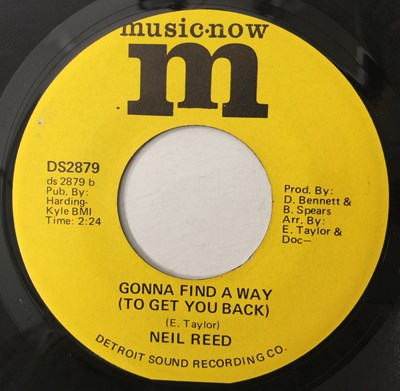 music·now
m
DS2879
ds 2879 b
Pub. By:
Harding-
Kyle BMI
Time: 2:24
Prod. By:
D. Bennett &
B. Spears
Arr. By:
E. Taylor &
Doc—
GONNA FIND A WAY
(TO GET YOU BACK)
(E. Taylor)
NEIL REED
DETROIT SOUND RECORDING CO.